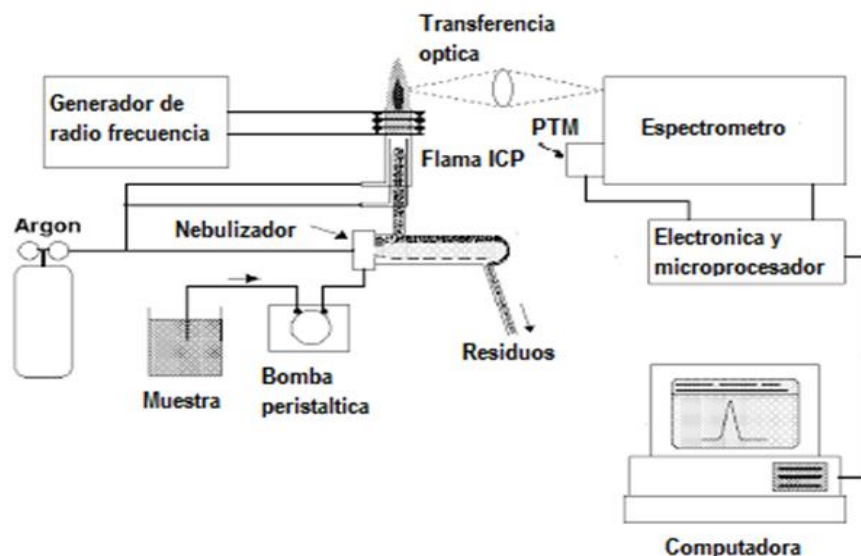 Transferencia
optica
Generador de
radio frecuencia
PTM
Espectrometro
Flama ICP
Argon
Nebulizador
Electronica y
microprocesador
Residuos
Muestra
Bomba
peristaltica
Computadora